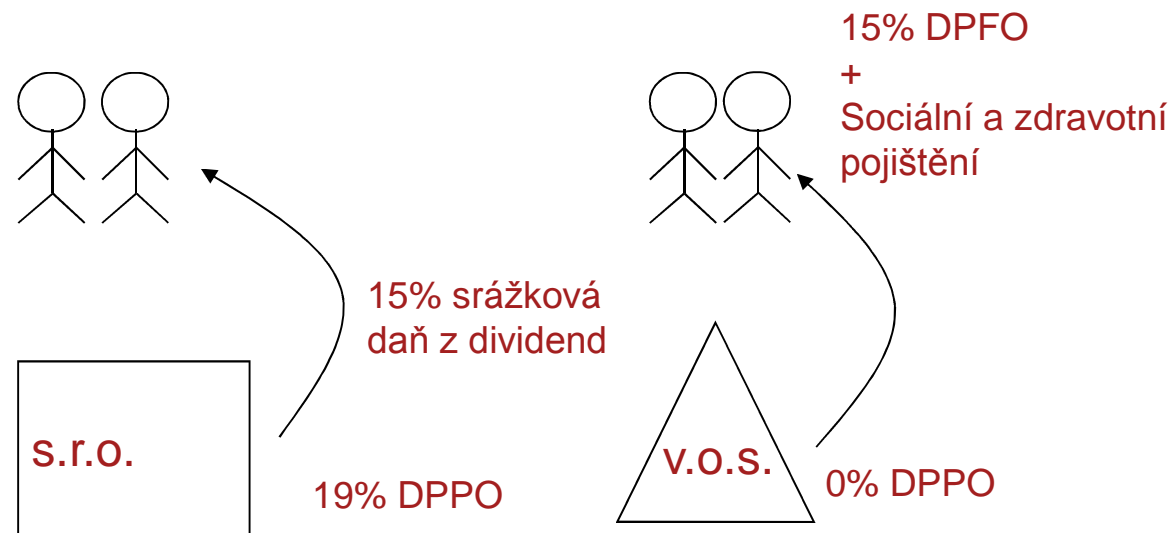 15% DPFO
+
Sociální a zdravotní
pojištění
15% srážková
daň z dividend
s.r.o.
19% DPPO
v.o.s.
0% DPPO